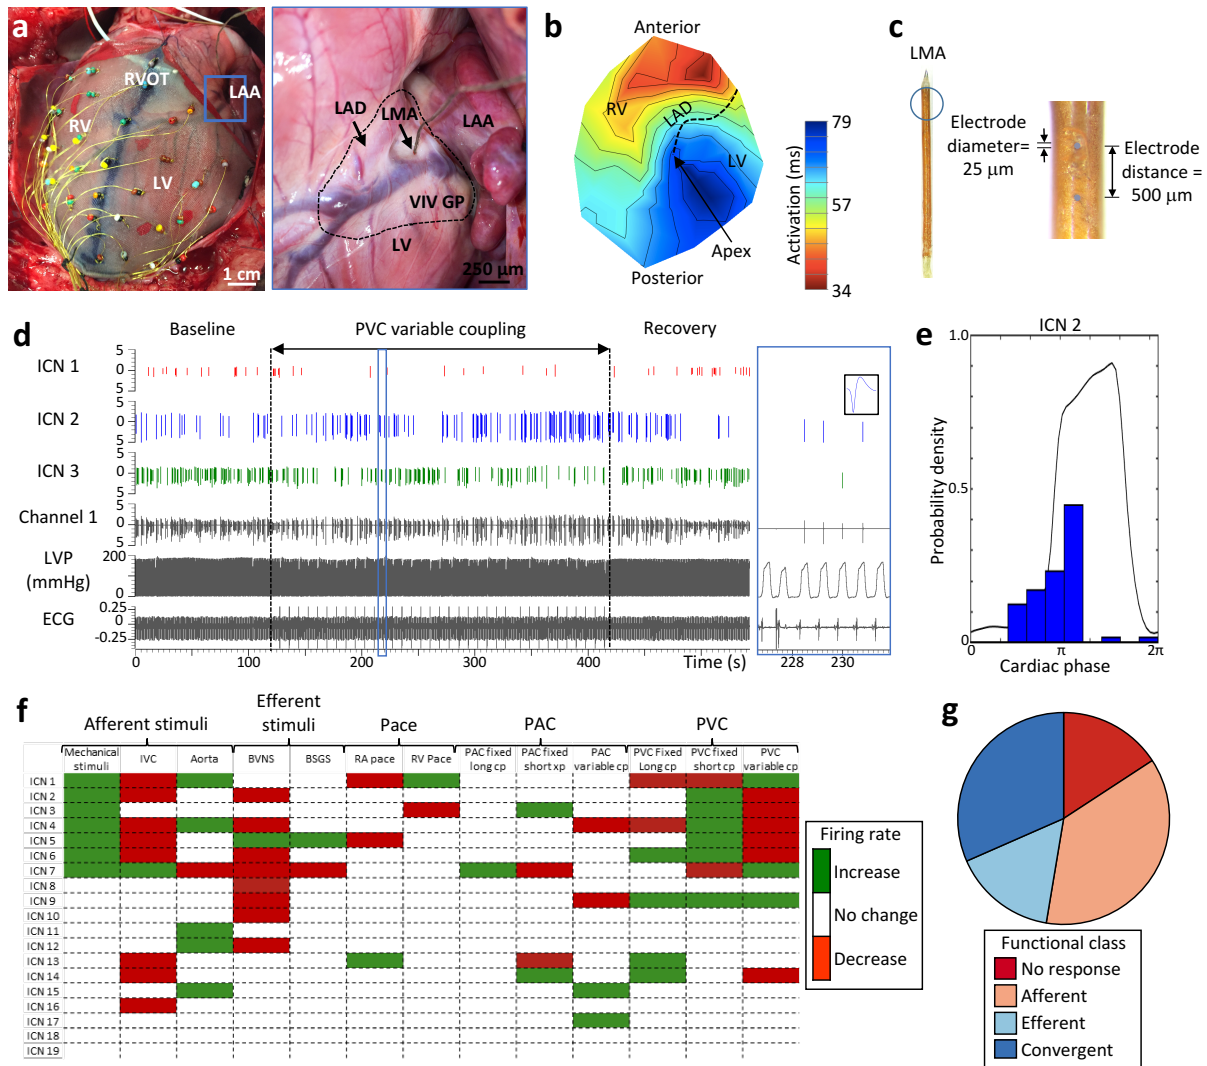 a
RVOT
LAA
RV
LV
1 cm
LAD
LMA
LAA
VIV GP
LV
250 µm
b
Anterior
RV
LAD
LV
Apex
Posterior
Activation (ms)
79
57
34
c
LMA
Electrode
diameter=
25 µm
Electrode
distance =
500 µm
d
Baseline
PVC variable coupling
Recovery
ICN 1
5
0
5
ICN 2
5
0
5
ICN 3
5
0
5
Channel 1
5
0
5
LVP
(mmHg)
200
0
ECG
0.25
0
-0.25
0
100
200
300
400
Time (s)
228
230
e
ICN 2
1.0
0.5
0
Probability density
0
π
2π
Cardiac phase
f
Afferent stimuli
Efferent
stimuli
Pace
PAC
PVC
Mechanical
stimuli
IVC
Aorta
BVNS
BSGS
RA pace
RV Pace
PAC fixed
long cp
PAC fixed
short xp
PAC
variable cp
PVC Fixed
Long cp
PVC fixed
short cp
PVC
variable cp
ICN 1
ICN 2
ICN 3
ICN 4
ICN 5
ICN 6
ICN 7
ICN 8
ICN 9
ICN 10
ICN 11
ICN 12
ICN 13
ICN 14
ICN 15
ICN 16
ICN 17
ICN 18
ICN 19
Firing rate
Increase
No change
Decrease
g
Functional class
No response
Afferent
Efferent
Convergent